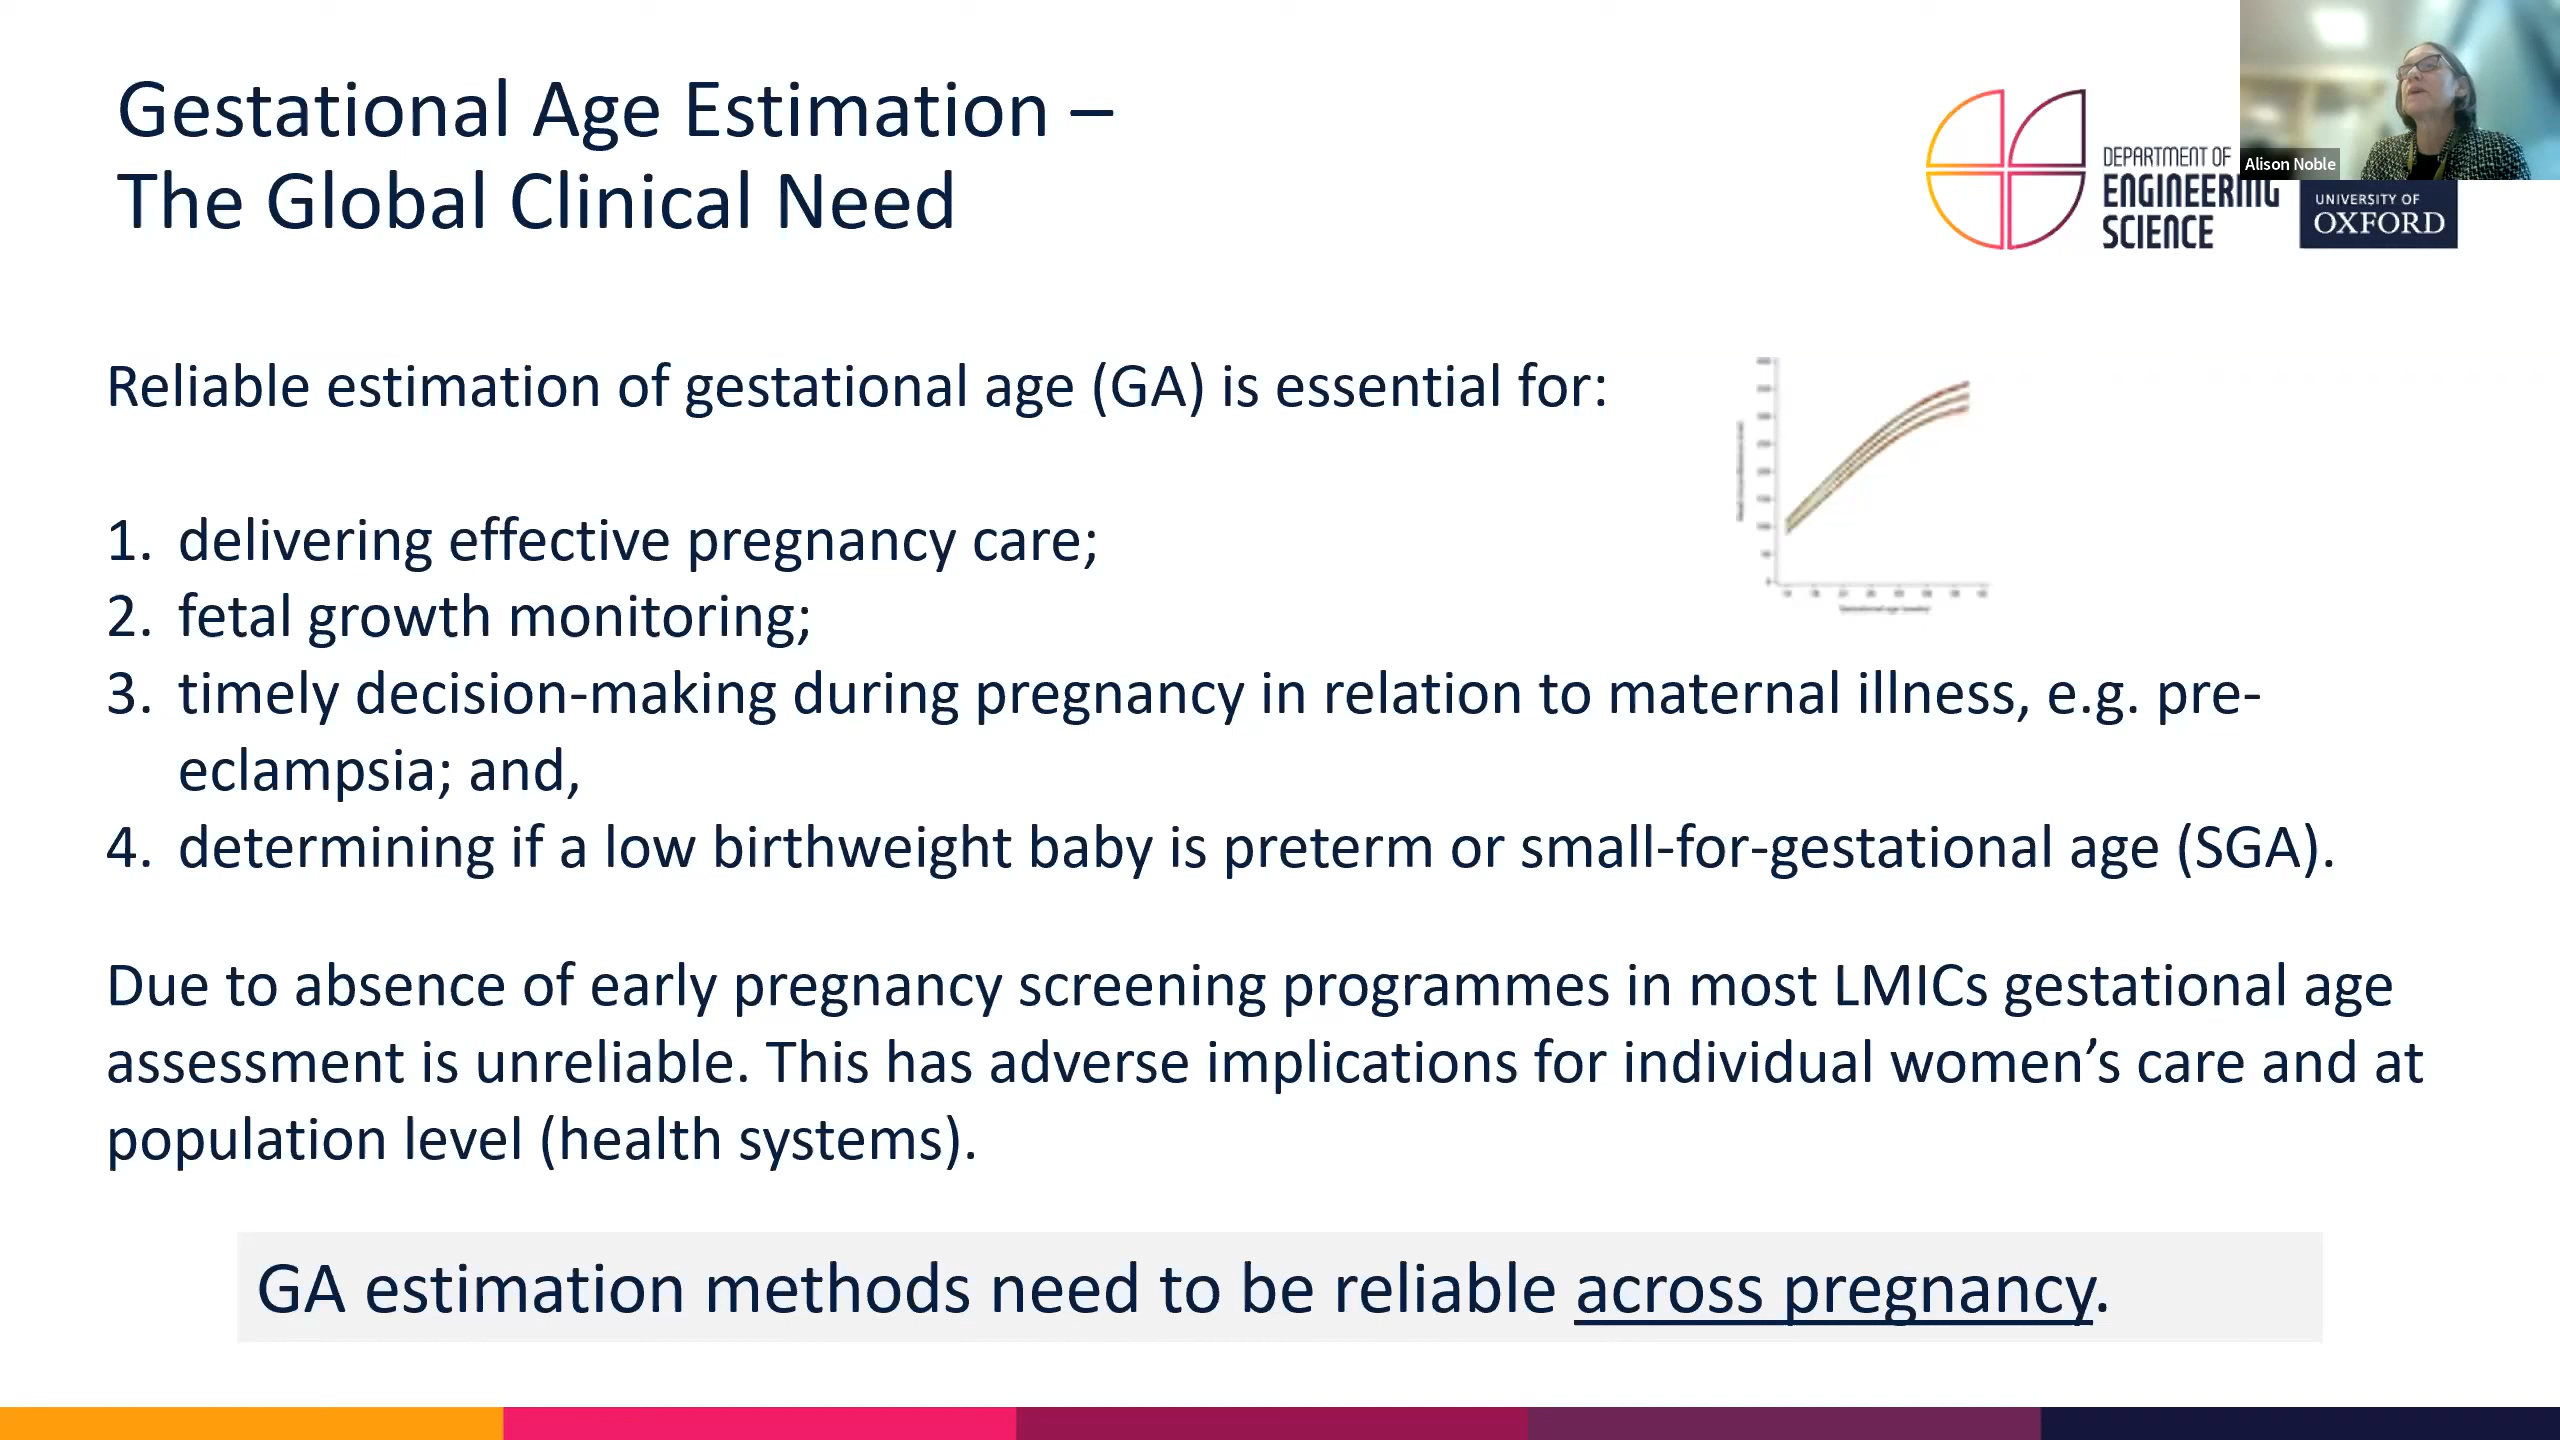 Gestational Age Estimation –
The Global Clinical Need
DEPARTMENT OF
ENGINEERING
SCIENCE
UNIVERSITY OF
OXFORD
Alison Noble
Reliable estimation of gestational age (GA) is essential for:
1. delivering effective pregnancy care;
2. fetal growth monitoring;
3. timely decision-making during pregnancy in relation to maternal illness, e.g. pre-
eclampsia; and,
4. determining if a low birthweight baby is preterm or small-for-gestational age (SGA).
Due to absence of early pregnancy screening programmes in most LMICs gestational age
assessment is unreliable. This has adverse implications for individual women’s care and at
population level (health systems).
GA estimation methods need to be reliable across pregnancy.